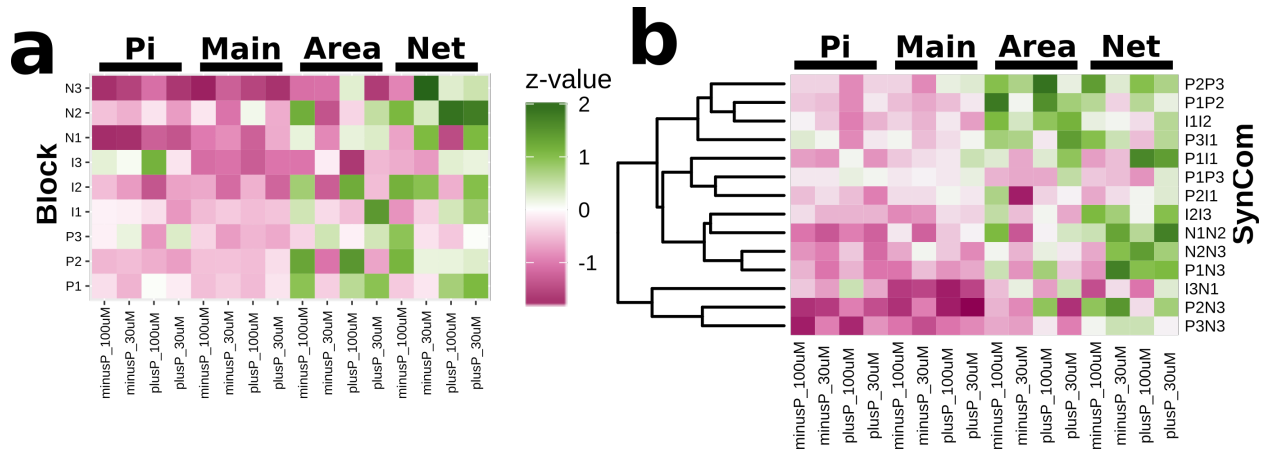 a
Pi Main Area Net
Block
N3
N2
N1
I3
I2
I1
P3
P2
P1
minusP_100uM
minusP_30uM
plusP_100uM
plusP_30uM
minusP_100uM
minusP_30uM
plusP_100uM
plusP_30uM
minusP_100uM
minusP_30uM
plusP_100uM
plusP_30uM
minusP_100uM
minusP_30uM
plusP_100uM
plusP_30uM
z-value
2
1
0
-1
b
Pi Main Area Net
P2P3
P1P2
I1I2
P3I1
P1I1
P1P3
P2I1
I2I3
N1N2
N2N3
P1N3
I3N1
P2N3
P3N3
SynCom
minusP_100uM
minusP_30uM
plusP_100uM
plusP_30uM
minusP_100uM
minusP_30uM
plusP_100uM
plusP_30uM
minusP_100uM
minusP_30uM
plusP_100uM
plusP_30uM
minusP_100uM
minusP_30uM
plusP_100uM
plusP_30uM